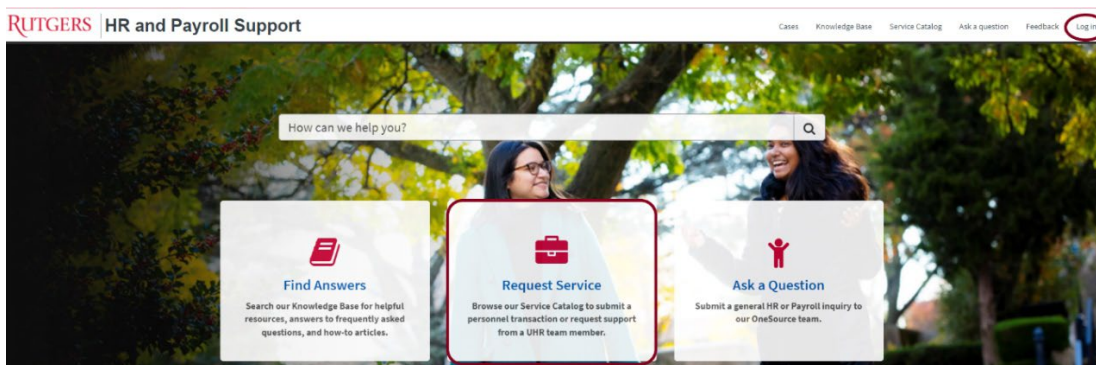 RUTGERS HR and Payroll Support
Cases Knowledge Base Service Catalog Ask a question Feedback Log in
How can we help you?
Find Answers
Search our Knowledge Base for helpful
resources, answers to frequently asked
questions, and how-to articles.
Request Service
Browse our Service Catalog to submit a
personnel transaction or request support
from a UHR team member.
Ask a Question
Submit a general HR or Payroll inquiry to
our OneSource team.